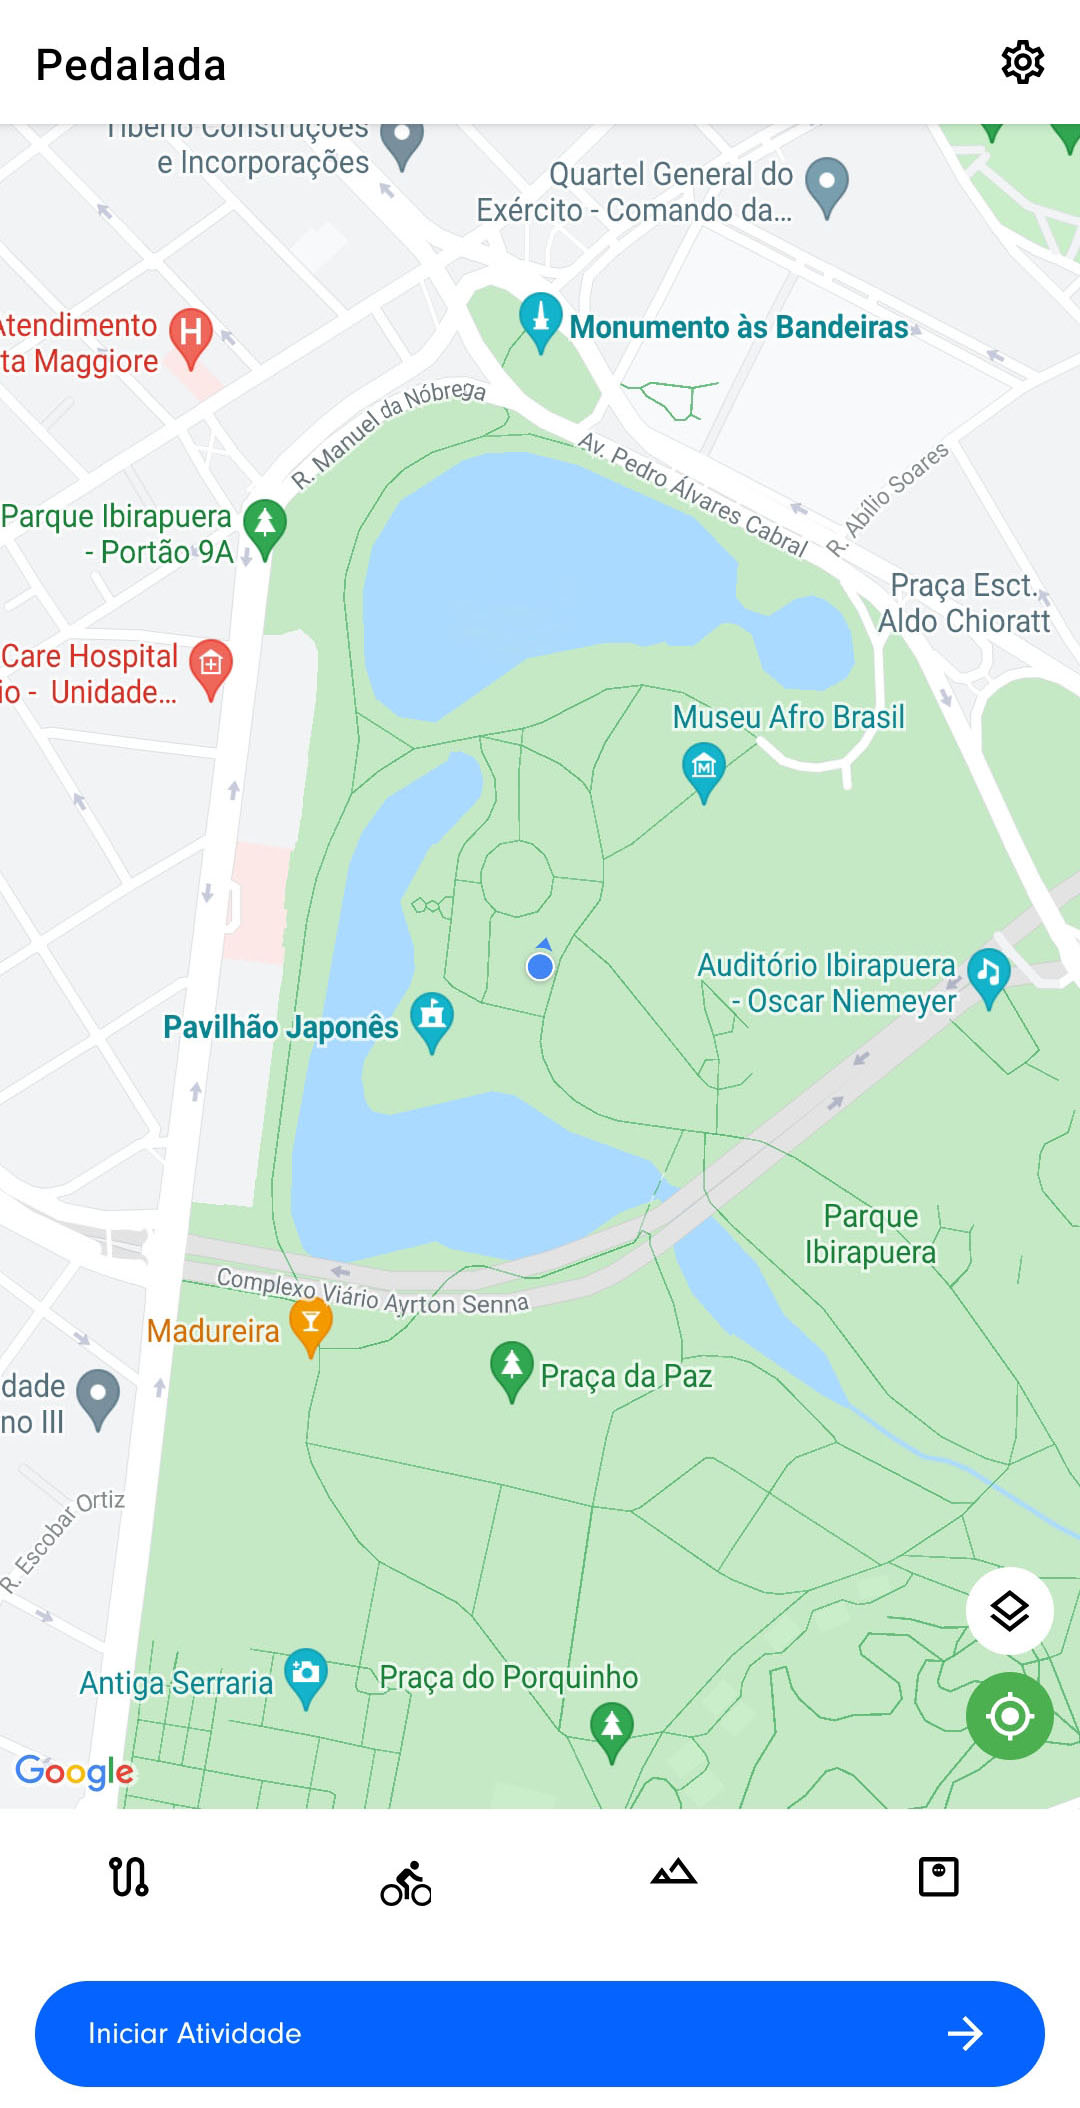 Pedalada
Tibério Construções
e Incorporações
Quartel General do
Exército - Comando da...
Atendimento
ta Maggiore
H
Monumento às Bandeiras
R. Manuel da Nóbrega
Av. Pedro Álvares Cabral
R. Abílio Soares
Parque Ibirapuera
- Portão 9A
Praça Esct.
Aldo Chioratt
Care Hospital
io - Unidade...
Museu Afro Brasil
M
Auditório Ibirapuera
- Oscar Niemeyer
Pavilhão Japonês
Parque
Ibirapuera
Complexo Viário Ayrton Senna
Madureira
Praça da Paz
dade
no III
R. Escobar Ortiz
Antiga Serraria
Praça do Porquinho
Google
Iniciar Atividade